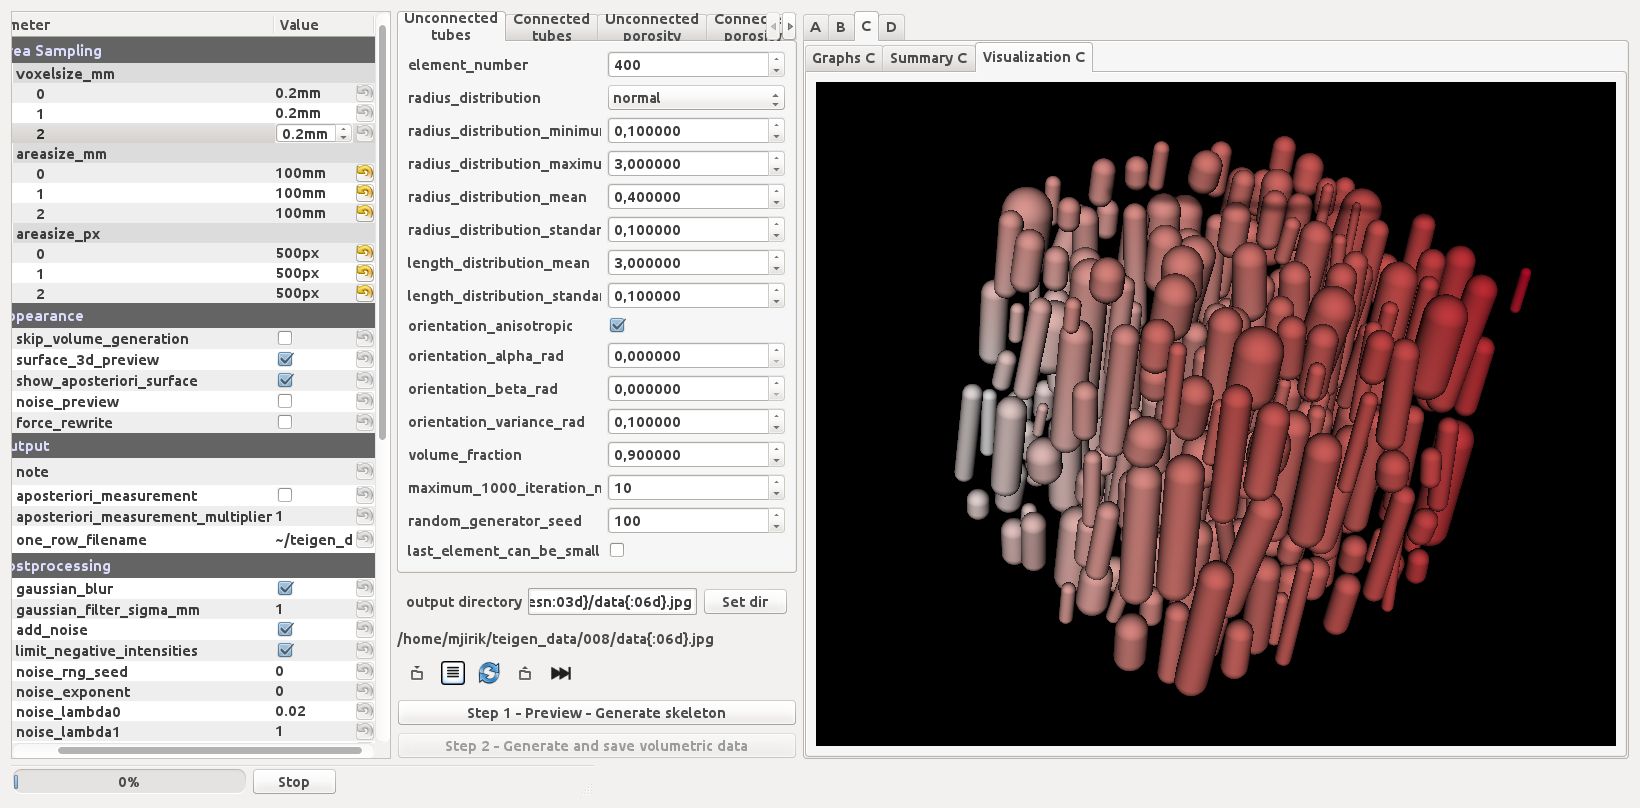 meter Value
rea Sampling
voxelsize_mm
0 0.2mm
1 0.2mm
2 0.2mm
areasize_mm
0 100mm
1 100mm
2 100mm
areasize_px
0 500px
1 500px
2 500px
ppearance
skip_volume_generation
surface_3d_preview
show_aposteriori_surface
noise_preview
force_rewrite
utput
note
aposteriori_measurement
aposteriori_measurement_multiplier 1
one_row_filename ~/teigen_d
ostprocessing
gaussian_blur
gaussian_filter_sigma_mm 1
add_noise
limit_negative_intensities
noise_rng_seed 0
noise_exponent 0
noise_lambda0 0.02
noise_lambda1 1
0% Stop
Unconnected tubes
Connected tubes
Unconnected porosity
Connec porosi
element_number 400
radius_distribution normal
radius_distribution_minimu 0,100000
radius_distribution_maximu 3,000000
radius_distribution_mean 0,400000
radius_distribution_standar 0,100000
length_distribution_mean 3,000000
length_distribution_standa 0,100000
orientation_anisotropic
orientation_alpha_rad 0,000000
orientation_beta_rad 0,000000
orientation_variance_rad 0,100000
volume_fraction 0,900000
maximum_1000_iteration_n 10
random_generator_seed 100
last_element_can_be_small
output directory esn:03d}/data{:06d}.jpg Set dir
/home/mjirik/teigen_data/008/data{:06d}.jpg
Step 1 - Preview - Generate skeleton
Step 2 - Generate and save volumetric data
A B C D
Graphs C Summary C Visualization C